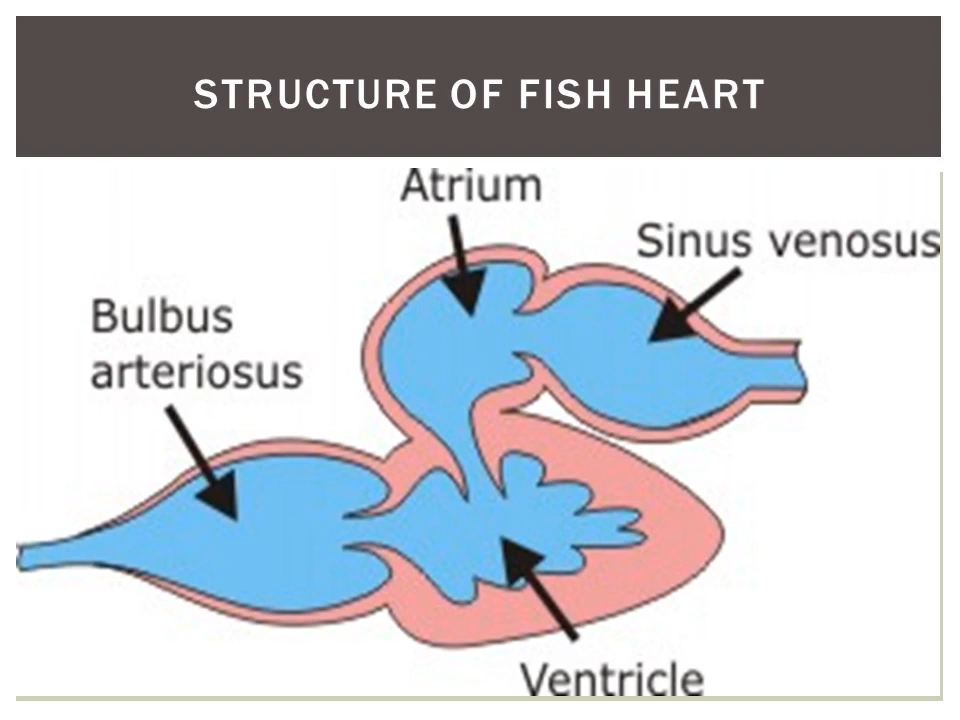 STRUCTURE OF FISH HEART
Atrium
Sinus venosus
Bulbus
arteriosus
Ventricle